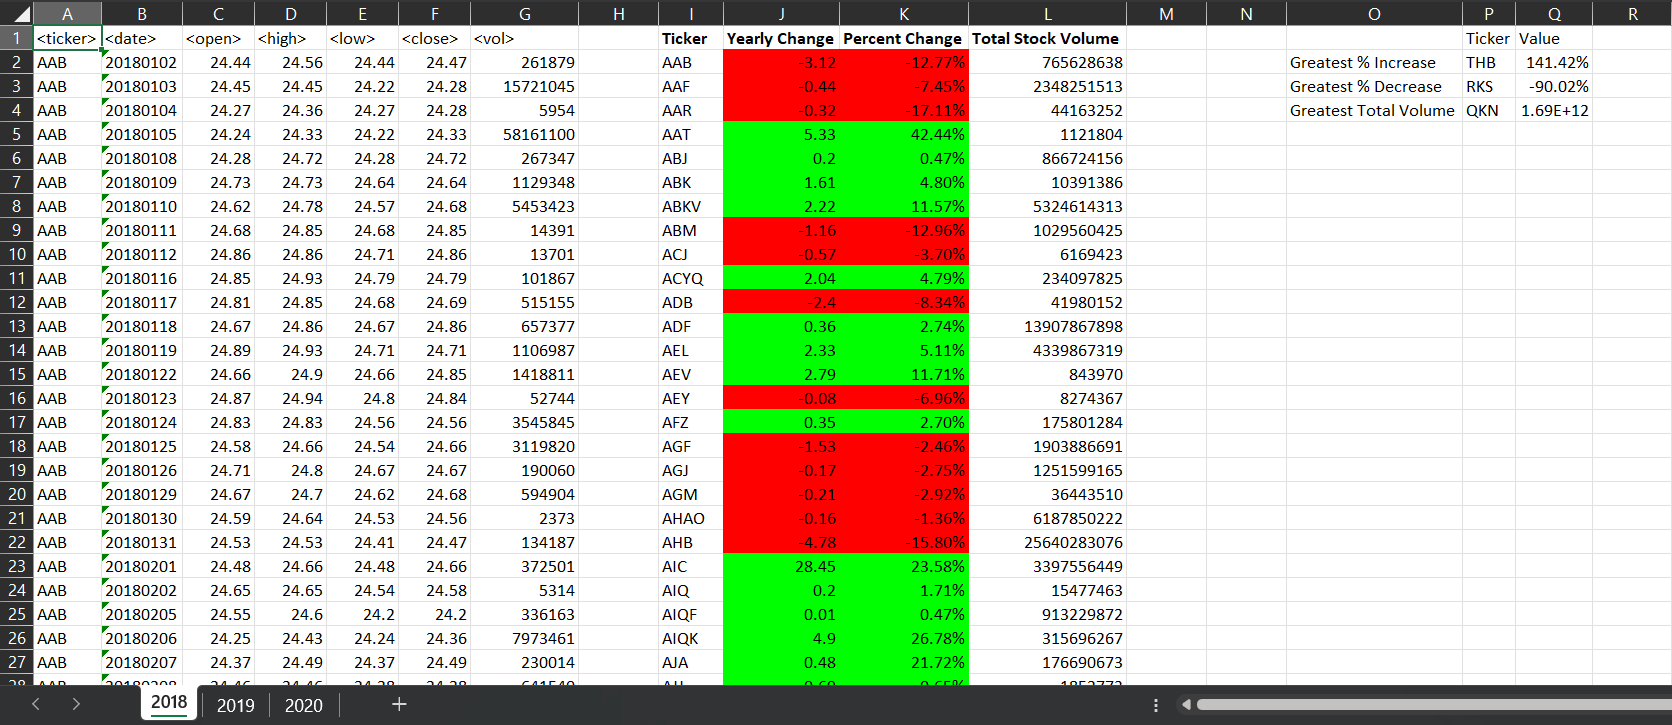 A B C D E F G H I J K L M N O P Q R
1 <ticker> <date> <open> <high> <low> <close> <vol> Ticker Yearly Change Percent Change Total Stock Volume Ticker Value
2 AAB 20180102 24.44 24.56 24.44 24.47 261879 AAB -3.12 -12.77% 765628638 Greatest % Increase THB 141.42%
3 AAB 20180103 24.45 24.45 24.22 24.28 15721045 AAF -0.44 -7.45% 2348251513 Greatest % Decrease RKS -90.02%
4 AAB 20180104 24.27 24.36 24.27 24.28 5954 AAR -0.32 -17.11% 44163252 Greatest Total Volume QKN 1.69E+12
5 AAB 20180105 24.24 24.33 24.22 24.33 58161100 AAT 5.33 42.44% 1121804
6 AAB 20180108 24.28 24.72 24.28 24.72 267347 ABJ 0.2 0.47% 866724156
7 AAB 20180109 24.73 24.73 24.64 24.64 1129348 ABK 1.61 4.80% 10391386
8 AAB 20180110 24.62 24.78 24.57 24.68 5453423 ABKV 2.22 11.57% 5324614313
9 AAB 20180111 24.68 24.85 24.68 24.85 14391 ABM -1.16 -12.96% 1029560425
10 AAB 20180112 24.86 24.86 24.71 24.86 13701 ACJ -0.57 -3.70% 6169423
11 AAB 20180116 24.85 24.93 24.79 24.79 101867 ACYQ 2.04 4.79% 234097825
12 AAB 20180117 24.81 24.85 24.68 24.69 515155 ADB -2.4 -8.34% 41980152
13 AAB 20180118 24.67 24.86 24.67 24.86 657377 ADF 0.36 2.74% 13907867898
14 AAB 20180119 24.89 24.93 24.71 24.71 1106987 AEL 2.33 5.11% 4339867319
15 AAB 20180122 24.66 24.9 24.66 24.85 1418811 AEV 2.79 11.71% 843970
16 AAB 20180123 24.87 24.94 24.8 24.84 52744 AEY -0.08 -6.96% 8274367
17 AAB 20180124 24.83 24.83 24.56 24.56 3545845 AFZ 0.35 2.70% 175801284
18 AAB 20180125 24.58 24.66 24.54 24.66 3119820 AGF -1.53 -2.46% 1903886691
19 AAB 20180126 24.71 24.8 24.67 24.67 190060 AGJ -0.17 -2.75% 1251599165
20 AAB 20180129 24.67 24.7 24.62 24.68 594904 AGM -0.21 -2.92% 36443510
21 AAB 20180130 24.59 24.64 24.53 24.56 2373 AHAO -0.16 -1.36% 6187850222
22 AAB 20180131 24.53 24.53 24.41 24.47 134187 AHB -4.78 -15.80% 25640283076
23 AAB 20180201 24.48 24.66 24.48 24.66 372501 AIC 28.45 23.58% 3397556449
24 AAB 20180202 24.65 24.65 24.54 24.58 5314 AIQ 0.2 1.71% 15477463
25 AAB 20180205 24.55 24.6 24.2 24.2 336163 AIQF 0.01 0.47% 913229872
26 AAB 20180206 24.25 24.43 24.24 24.36 7973461 AIQK 4.9 26.78% 315696267
27 AAB 20180207 24.37 24.49 24.37 24.49 230014 AJA 0.48 21.72% 176690673
2018 2019 2020